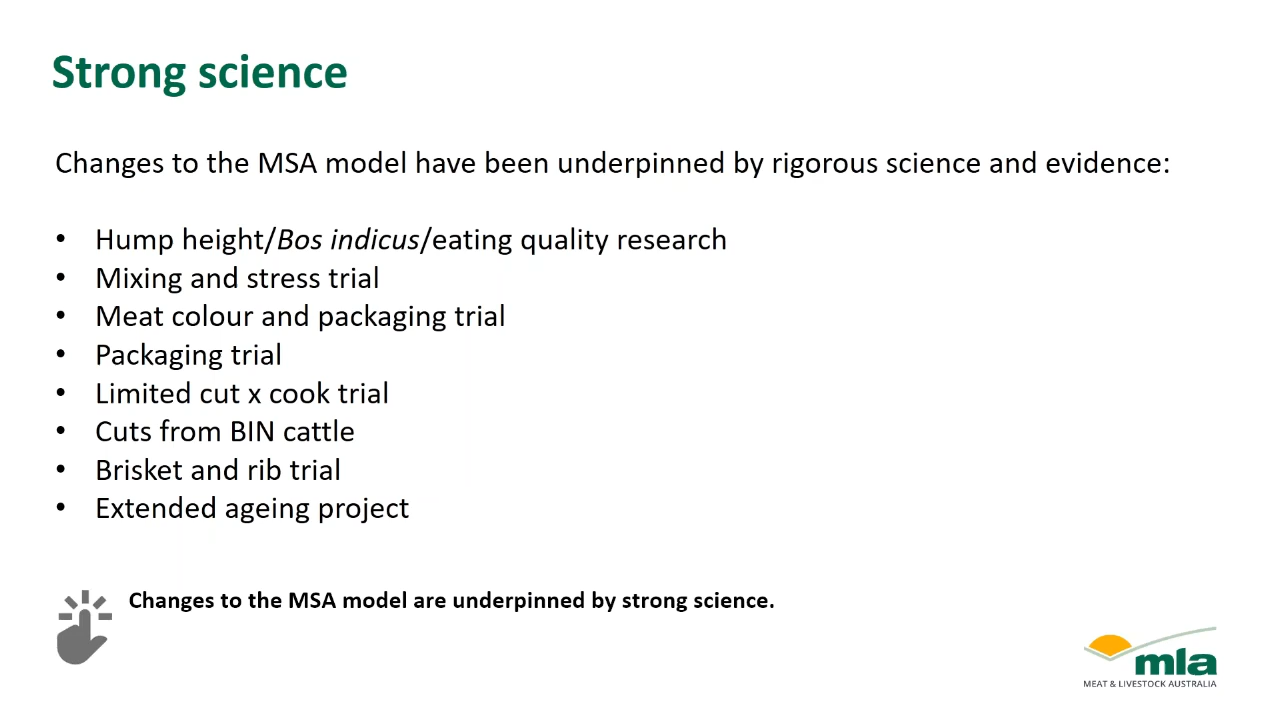 Strong science
Changes to the MSA model have been underpinned by rigorous science and evidence:
• Hump height/Bos indicus/eating quality research
• Mixing and stress trial
• Meat colour and packaging trial
• Packaging trial
• Limited cut x cook trial
• Cuts from BIN cattle
• Brisket and rib trial
• Extended ageing project
Changes to the MSA model are underpinned by strong science.
mla
MEAT & LIVESTOCK AUSTRALIA